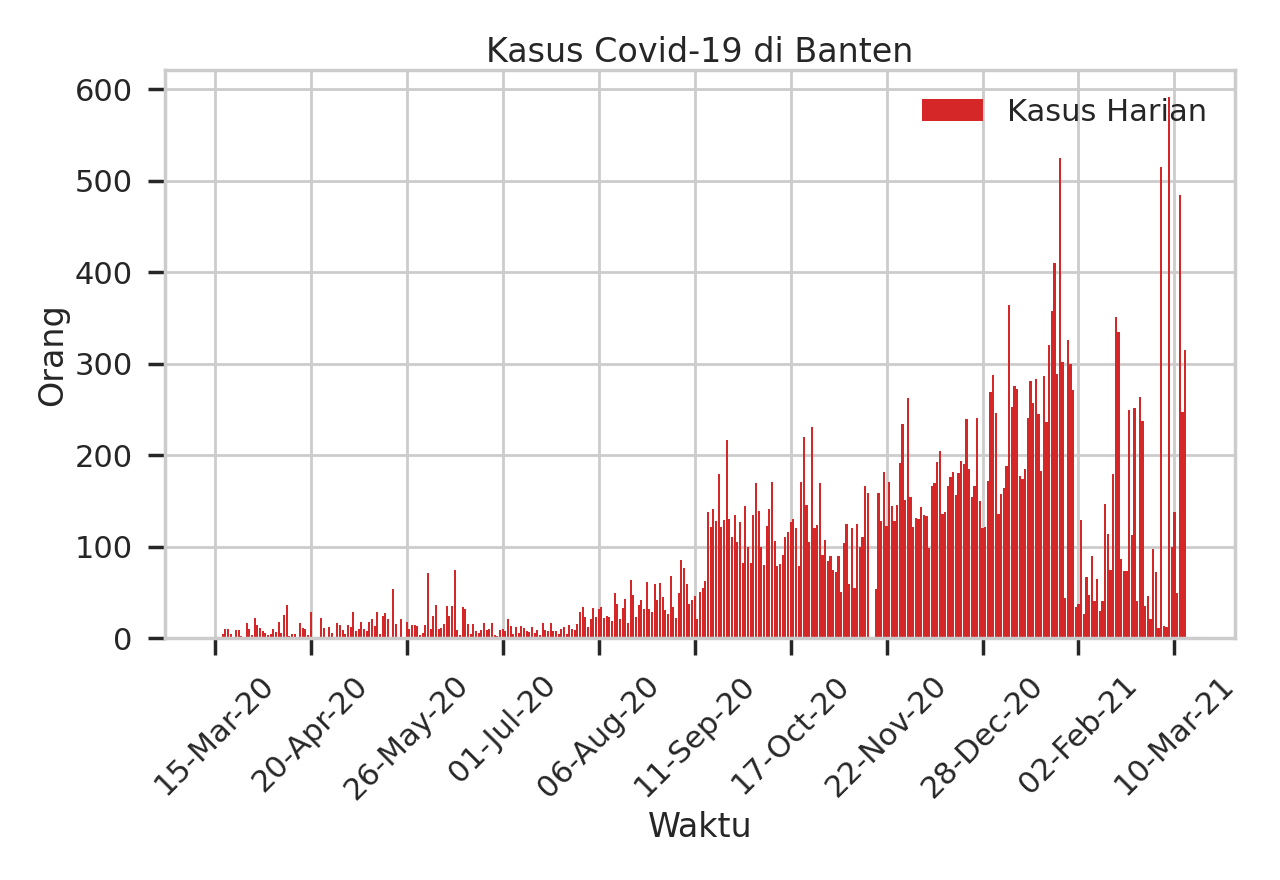 Kasus Covid-19 di Banten
Kasus Harian
600
500
400
300
200
100
0
Orang
15-Mar-20
20-Apr-20
26-May-20
01-Jul-20
06-Aug-20
11-Sep-20
17-Oct-20
22-Nov-20
28-Dec-20
02-Feb-21
10-Mar-21
Waktu